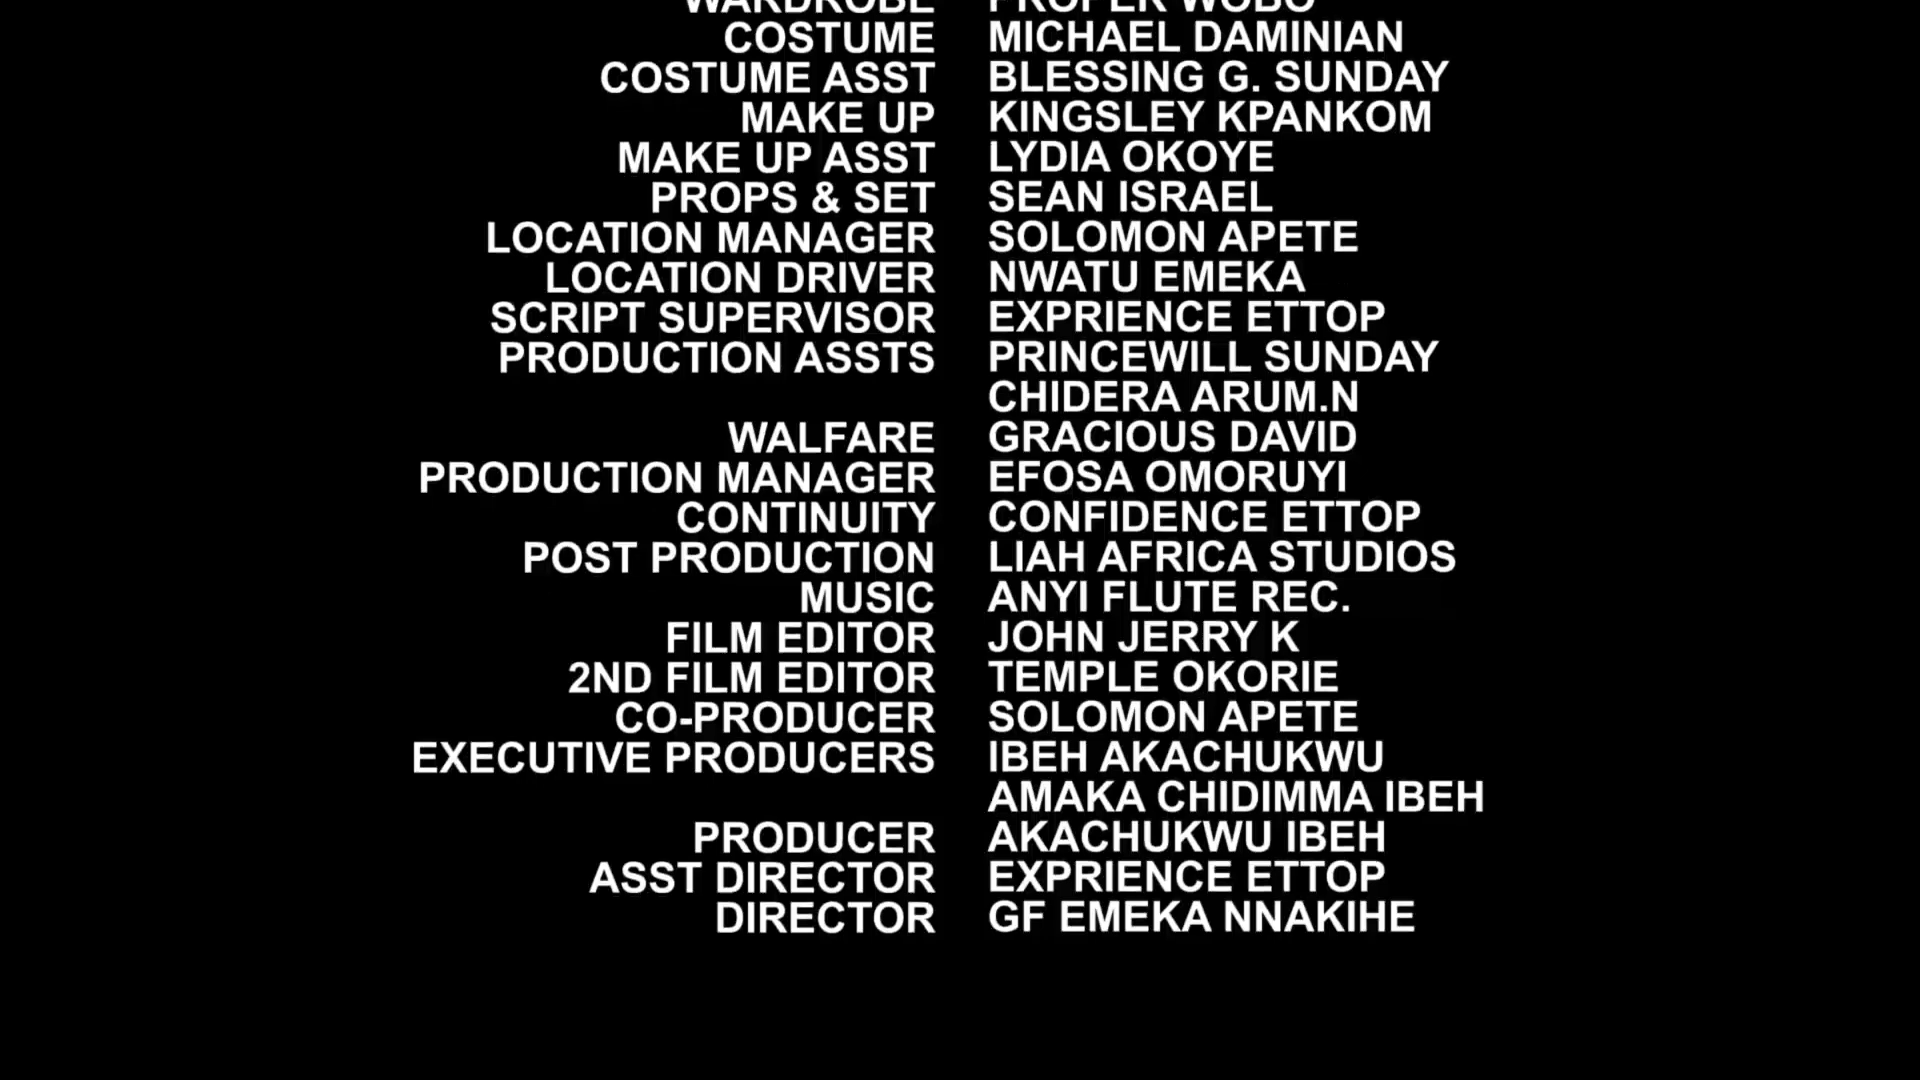 WARDROBE PROPER WOBO
COSTUME MICHAEL DAMINIAN
COSTUME ASST BLESSING G. SUNDAY
MAKE UP KINGSLEY KPANKOM
MAKE UP ASST LYDIA OKOYE
PROPS & SET SEAN ISRAEL
LOCATION MANAGER SOLOMON APETE
LOCATION DRIVER NWATU EMEKA
SCRIPT SUPERVISOR EXPRIENCE ETTOP
PRODUCTION ASSTS PRINCEWILL SUNDAY
CHIDERA ARUM.N
WALFARE GRACIOUS DAVID
PRODUCTION MANAGER EFOSA OMORUYI
CONTINUITY CONFIDENCE ETTOP
POST PRODUCTION LIAH AFRICA STUDIOS
MUSIC ANYI FLUTE REC.
FILM EDITOR JOHN JERRY K
2ND FILM EDITOR TEMPLE OKORIE
CO-PRODUCER SOLOMON APETE
EXECUTIVE PRODUCERS IBEH AKACHUKWU
AMAKA CHIDIMMA IBEH
PRODUCER AKACHUKWU IBEH
ASST DIRECTOR EXPRIENCE ETTOP
DIRECTOR GF EMEKA NNAKIHE